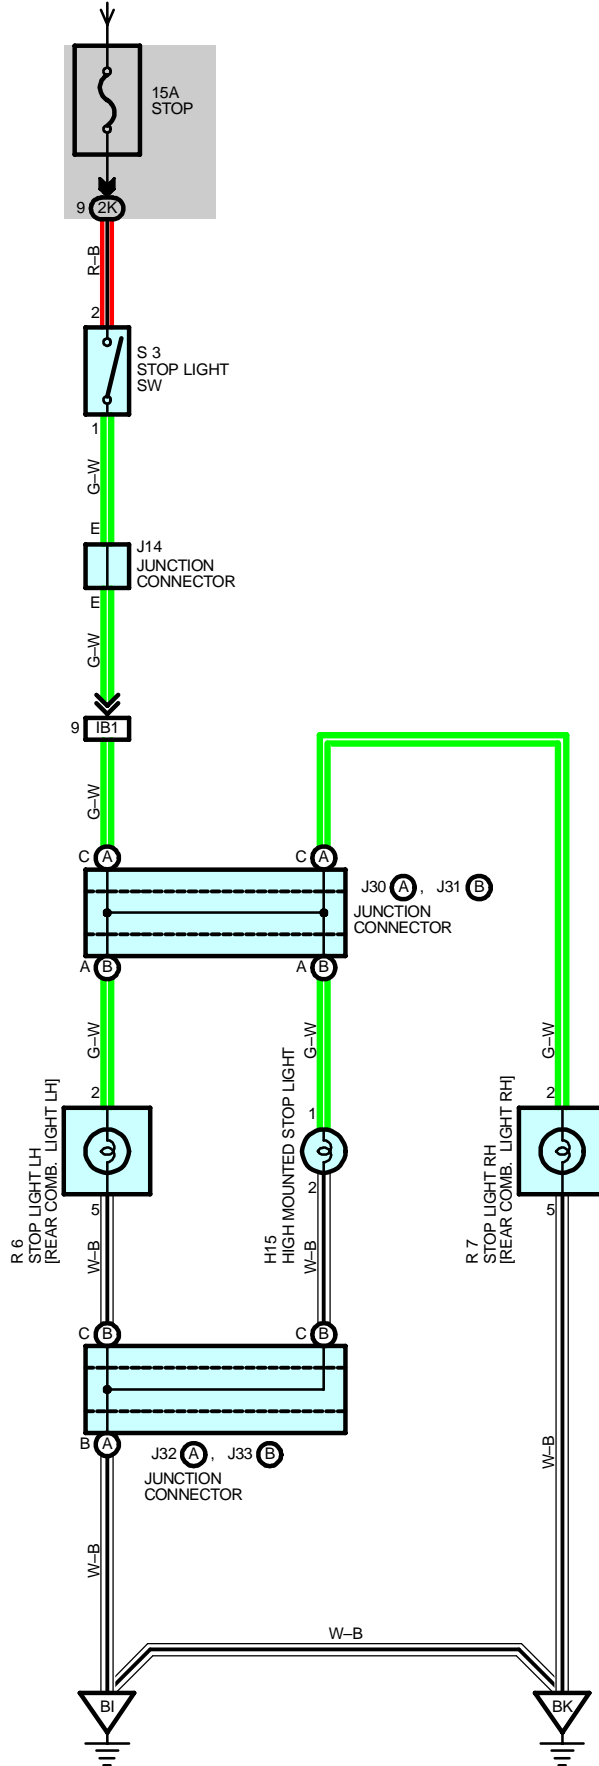 15A
STOP
9 2K
R–B
2
S 3
STOP LIGHT
SW
1
G–W
E
J14
JUNCTION
CONNECTOR
E
G–W
9 IB1
G–W
C A
C A
J30 A , J31 B
JUNCTION
CONNECTOR
A B
A B
G–W
G–W
G–W
2
1
2
R 6
STOP LIGHT LH
[REAR COMB. LIGHT LH]
H15
HIGH MOUNTED STOP LIGHT
R 7
STOP LIGHT RH
[REAR COMB. LIGHT RH]
5
2
5
W–B
W–B
C B
C B
B A
J32 A , J33 B
JUNCTION
CONNECTOR
W–B
W–B
W–B
BI
BK